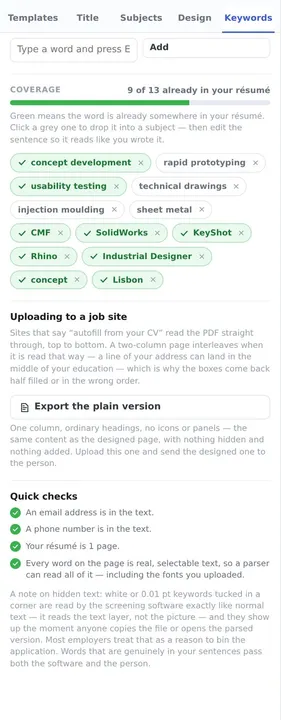 Templates Title Subjects Design Keywords
Type a word and press E Add
COVERAGE 9 of 13 already in your résumé
Green means the word is already somewhere in your résumé.
Click a grey one to drop it into a subject — then edit the
sentence so it reads like you wrote it.
✓ concept development × rapid prototyping ×
✓ usability testing × technical drawings ×
injection moulding × sheet metal ×
✓ CMF × ✓ SolidWorks × ✓ KeyShot ×
✓ Rhino × ✓ Industrial Designer ×
✓ concept × ✓ Lisbon ×
Uploading to a job site
Sites that say “autofill from your CV” read the PDF straight
through, top to bottom. A two-column page interleaves when
it is read that way — a line of your address can land in the
middle of your education — which is why the boxes come back
half filled or in the wrong order.
Export the plain version
One column, ordinary headings, no icons or panels — the
same content as the designed page, with nothing hidden and
nothing added. Upload this one and send the designed one to
the person.
Quick checks
An email address is in the text.
A phone number is in the text.
Your résumé is 1 page.
Every word on the page is real, selectable text, so a parser
can read all of it — including the fonts you uploaded.
A note on hidden text: white or 0.01 pt keywords tucked in a
corner are read by the screening software exactly like normal
text — it reads the text layer, not the picture — and they show
up the moment anyone copies the file or opens the parsed
version. Most employers treat that as a reason to bin the
application. Words that are genuinely in your sentences pass
both the software and the person.